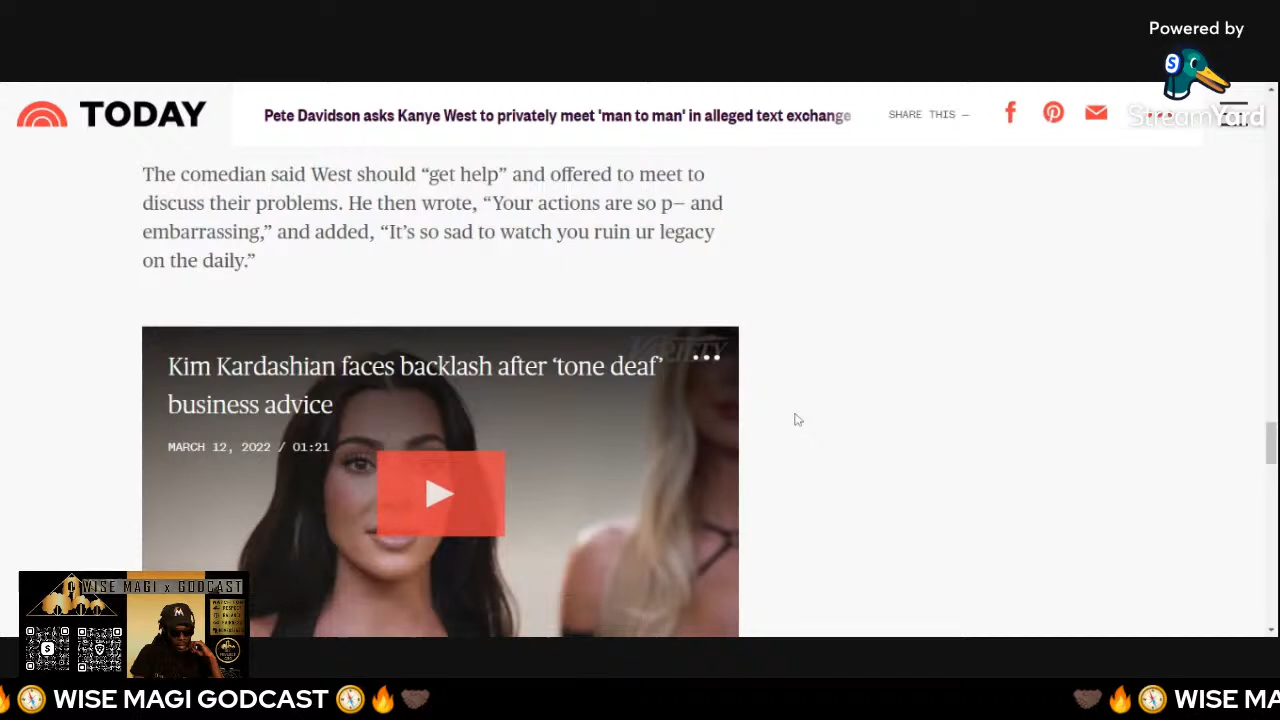 Powered by
StreamYard
TODAY
Pete Davidson asks Kanye West to privately meet 'man to man' in alleged text exchange
SHARE THIS —
The comedian said West should “get help” and offered to meet to
discuss their problems. He then wrote, “Your actions are so p— and
embarrassing,” and added, “It’s so sad to watch you ruin ur legacy
on the daily.”
VARIETY
Kim Kardashian faces backlash after ‘tone deaf’
business advice
MARCH 12, 2022 / 01:21
WISE MAGI x GODCAST
RESPECT
BALANCE
WISE MAGI GODCAST
WISE MA